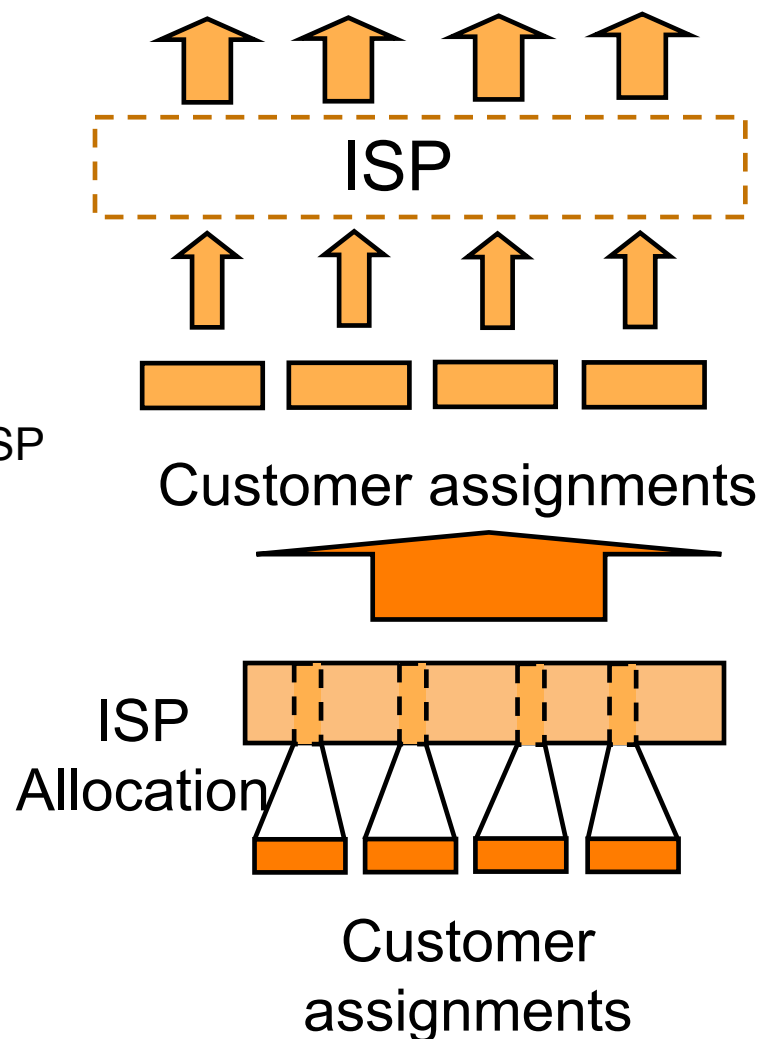 ISP
SP
Customer assignments
ISP
Allocation
Customer
assignments